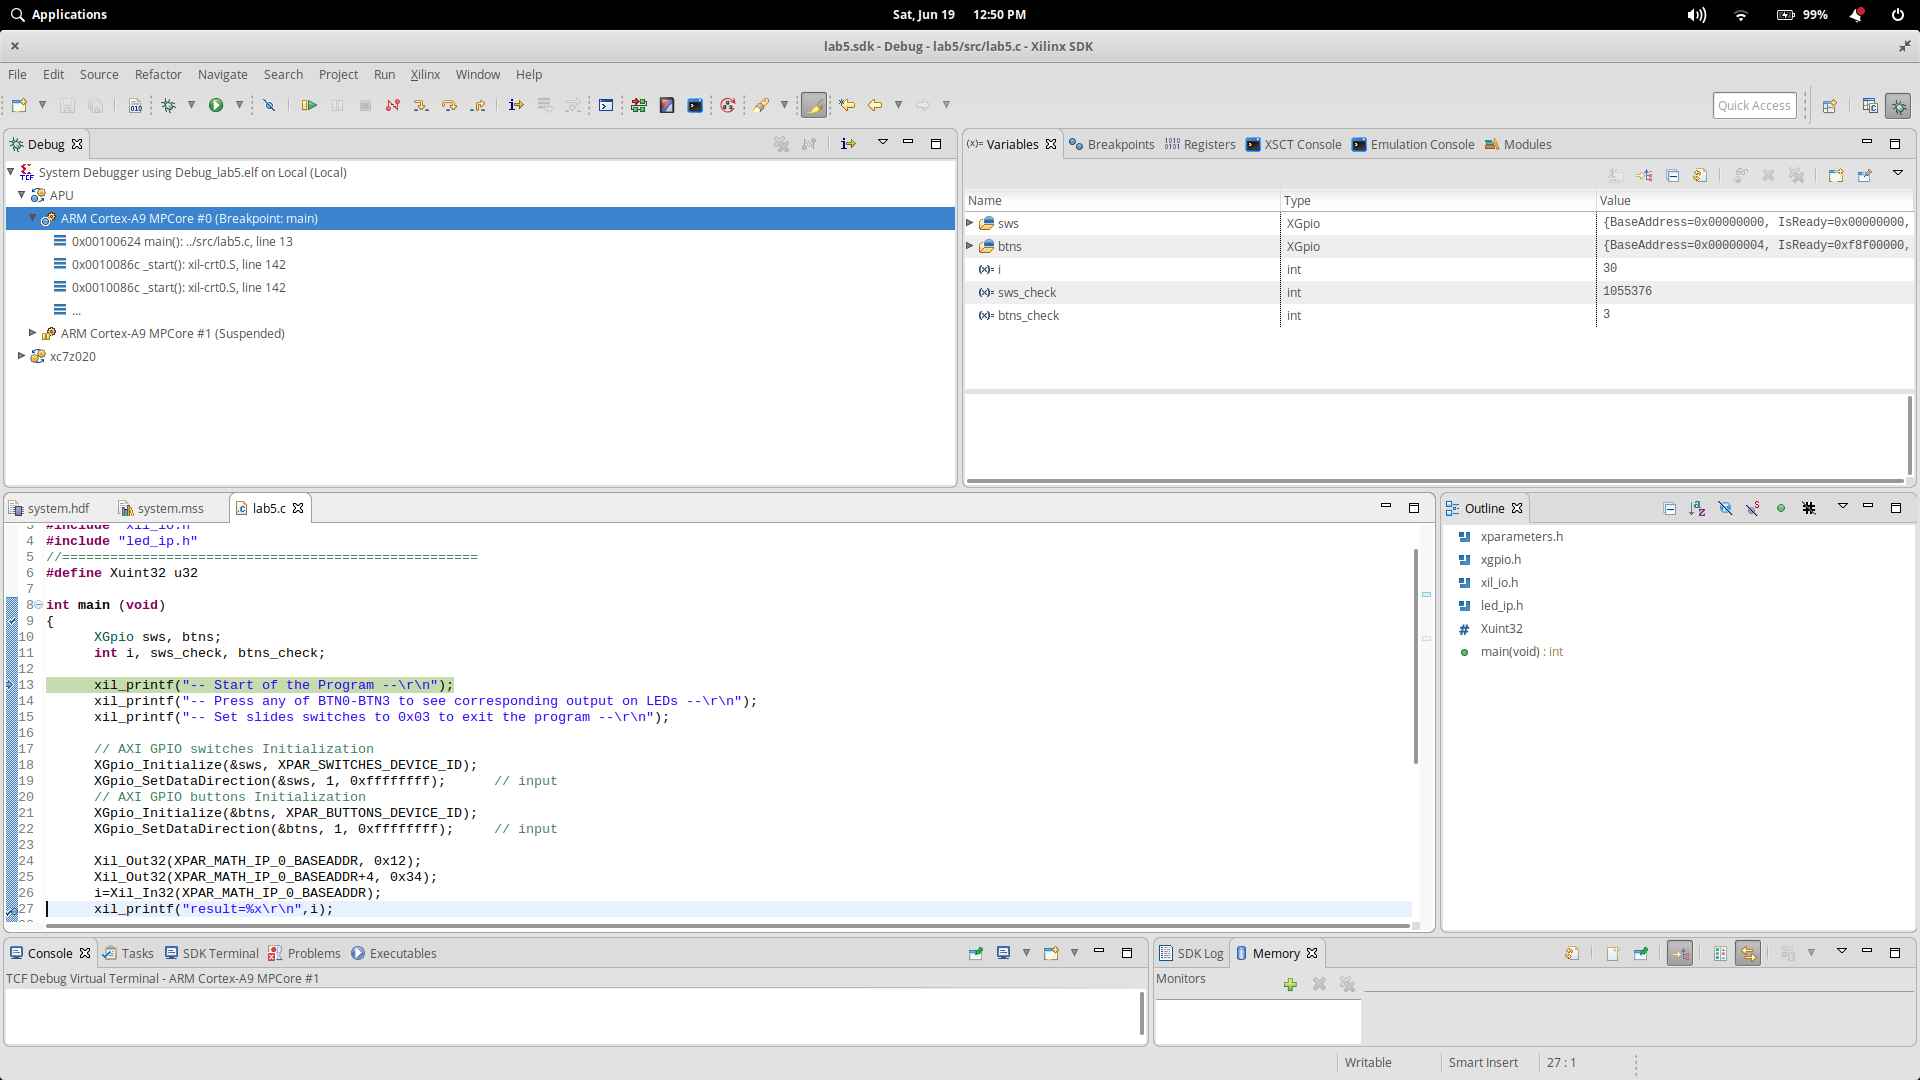 Applications
Sat, Jun 19 12:50 PM
99%
lab5.sdk - Debug - lab5/src/lab5.c - Xilinx SDK
File Edit Source Refactor Navigate Search Project Run Xilinx Window Help
Quick Access
Debug
System Debugger using Debug_lab5.elf on Local (Local)
APU
ARM Cortex-A9 MPCore #0 (Breakpoint: main)
0x00100624 main(): ../src/lab5.c, line 13
0x0010086c _start(): xil-crt0.S, line 142
0x0010086c _start(): xil-crt0.S, line 142
...
ARM Cortex-A9 MPCore #1 (Suspended)
xc7z020
(x)= Variables Breakpoints Registers XSCT Console Emulation Console Modules
Name Type Value
sws XGpio {BaseAddress=0x00000000, IsReady=0x00000000,
btns XGpio {BaseAddress=0x00000004, IsReady=0xf8f00000,
(x)= i int 30
(x)= sws_check int 1055376
(x)= btns_check int 3
system.hdf system.mss lab5.c
3 #include "xil_io.h"
4 #include "led_ip.h"
5 //====================================================
6 #define Xuint32 u32
7
8 int main (void)
9 {
10 XGpio sws, btns;
11 int i, sws_check, btns_check;
12
13 xil_printf("-- Start of the Program --\r\n");
14 xil_printf("-- Press any of BTN0-BTN3 to see corresponding output on LEDs --\r\n");
15 xil_printf("-- Set slides switches to 0x03 to exit the program --\r\n");
16
17 // AXI GPIO switches Initialization
18 XGpio_Initialize(&sws, XPAR_SWITCHES_DEVICE_ID);
19 XGpio_SetDataDirection(&sws, 1, 0xffffffff); // input
20 // AXI GPIO buttons Initialization
21 XGpio_Initialize(&btns, XPAR_BUTTONS_DEVICE_ID);
22 XGpio_SetDataDirection(&btns, 1, 0xffffffff); // input
23
24 Xil_Out32(XPAR_MATH_IP_0_BASEADDR, 0x12);
25 Xil_Out32(XPAR_MATH_IP_0_BASEADDR+4, 0x34);
26 i=Xil_In32(XPAR_MATH_IP_0_BASEADDR);
27 xil_printf("result=%x\r\n",i);
Outline
xparameters.h
xgpio.h
xil_io.h
led_ip.h
# Xuint32
main(void) : int
Console Tasks SDK Terminal Problems Executables
TCF Debug Virtual Terminal - ARM Cortex-A9 MPCore #1
SDK Log Memory
Monitors
Writable Smart Insert 27 : 1